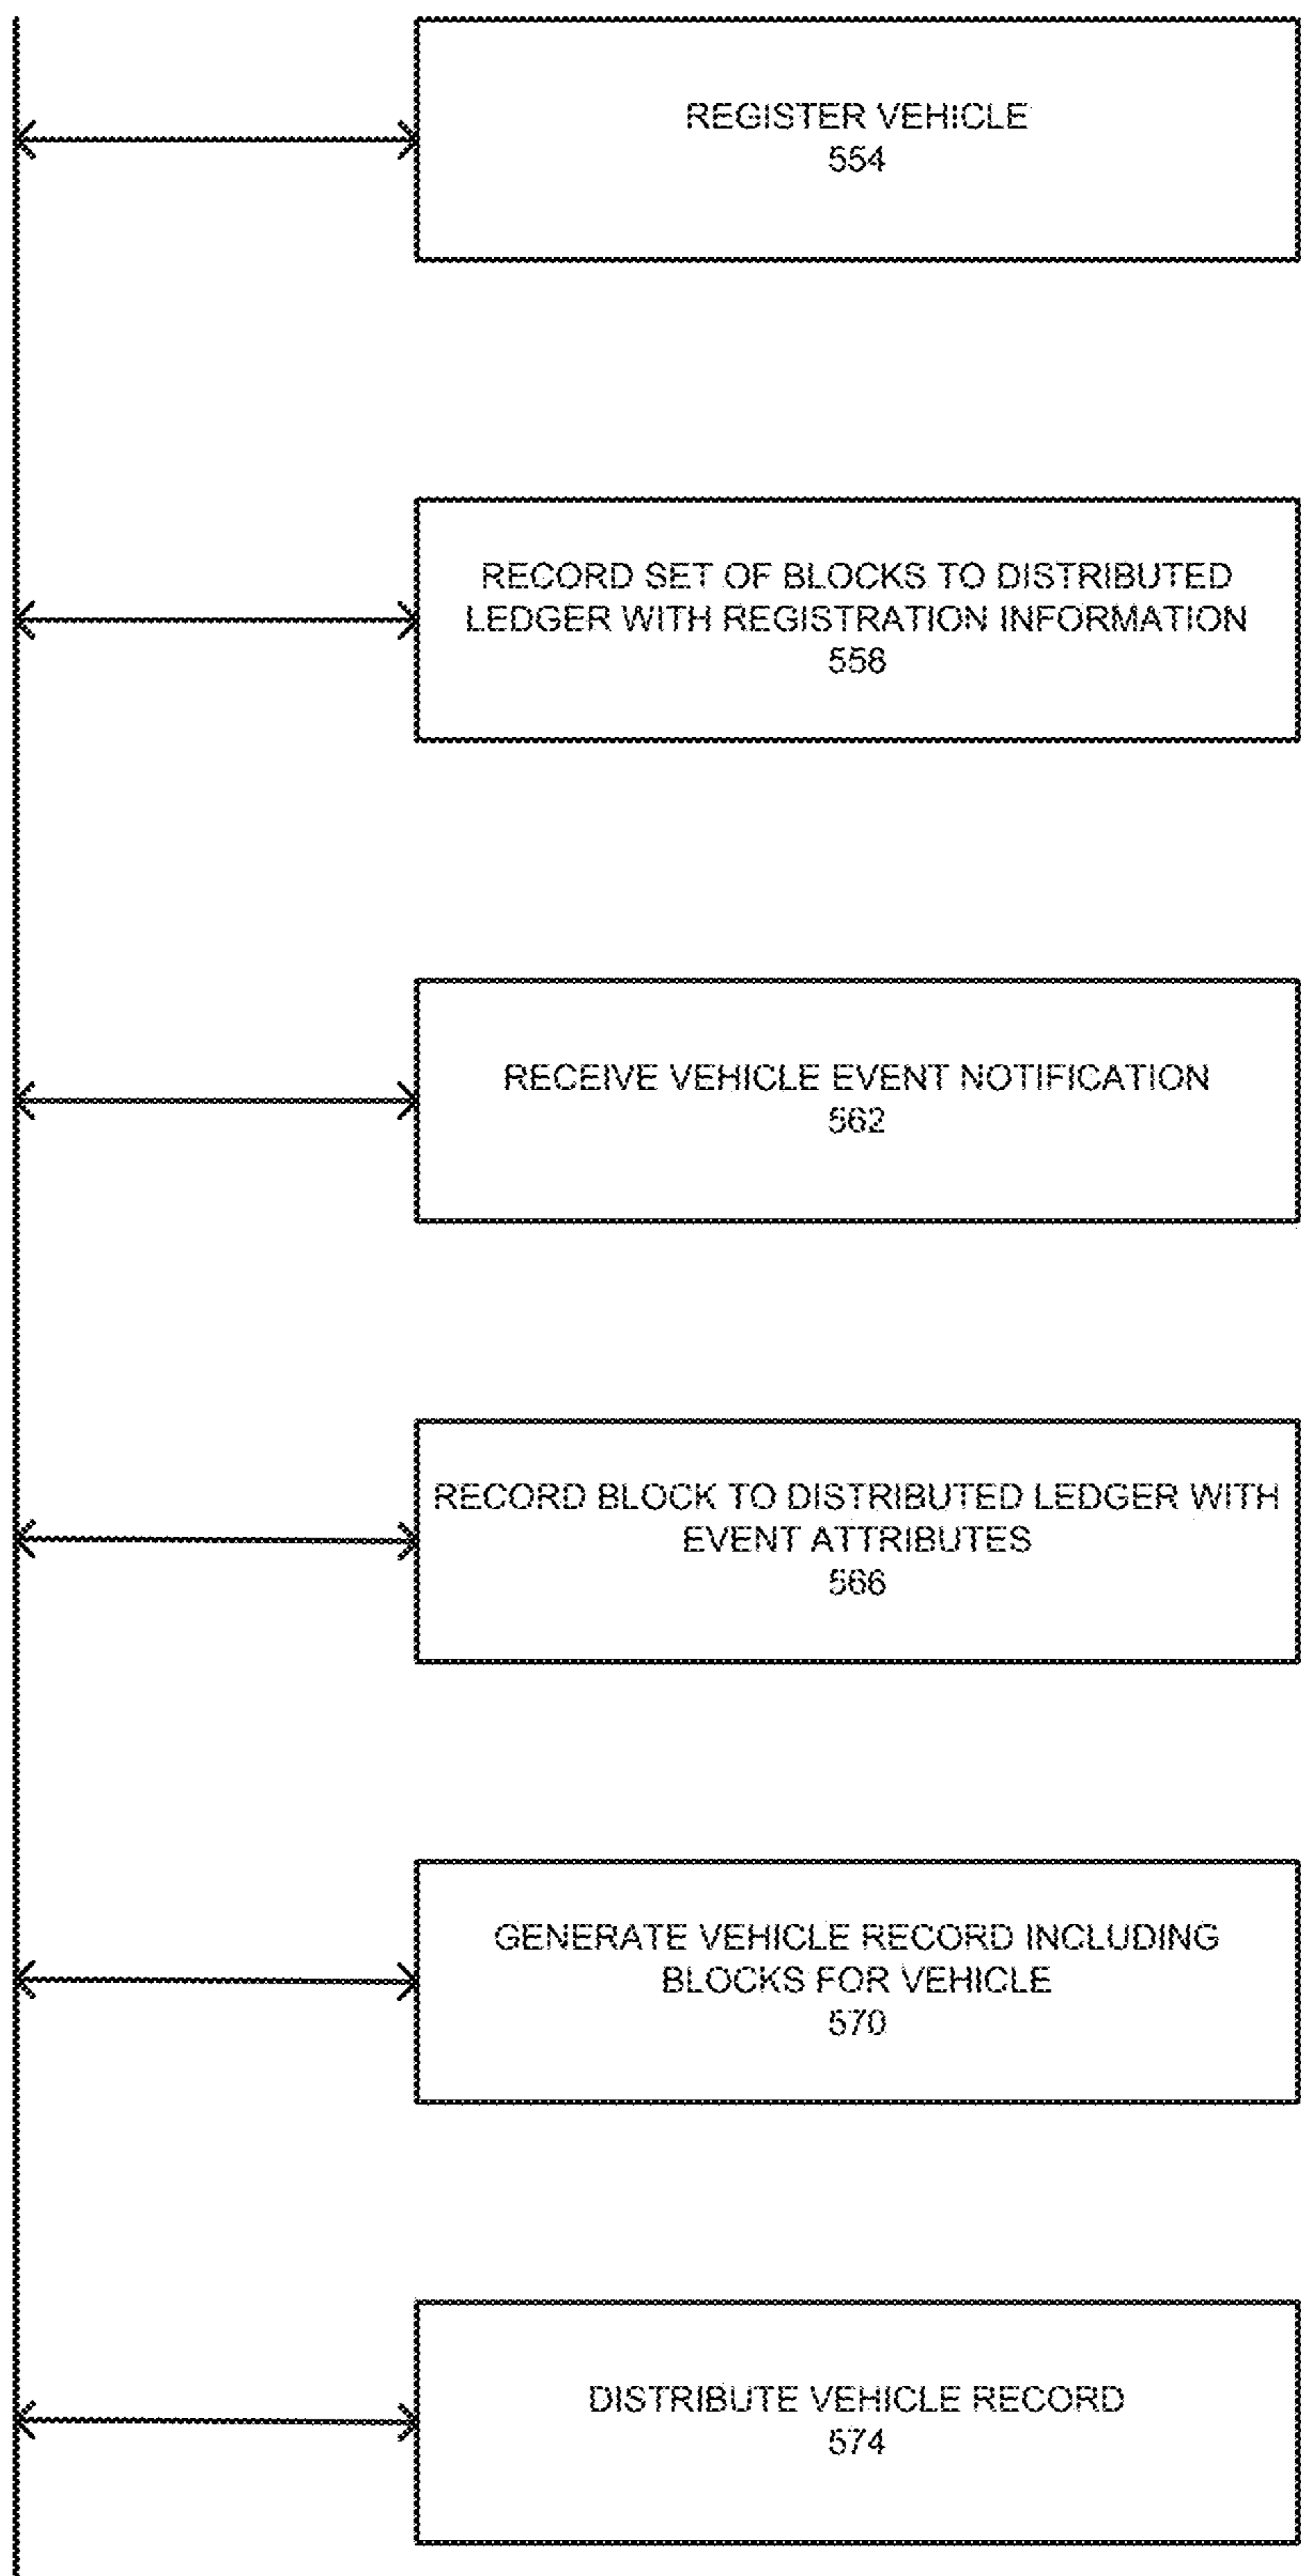 REGISTER VEHICLE
554
RECORD SET OF BLOCKS TO DISTRIBUTED
LEDGER WITH REGISTRATION INFORMATION
558
RECEIVE VEHICLE EVENT NOTIFICATION
562
RECORD BLOCK TO DISTRIBUTED LEDGER WITH
EVENT ATTRIBUTES
566
GENERATE VEHICLE RECORD INCLUDING
BLOCKS FOR VEHICLE
570
DISTRIBUTE VEHICLE RECORD
574